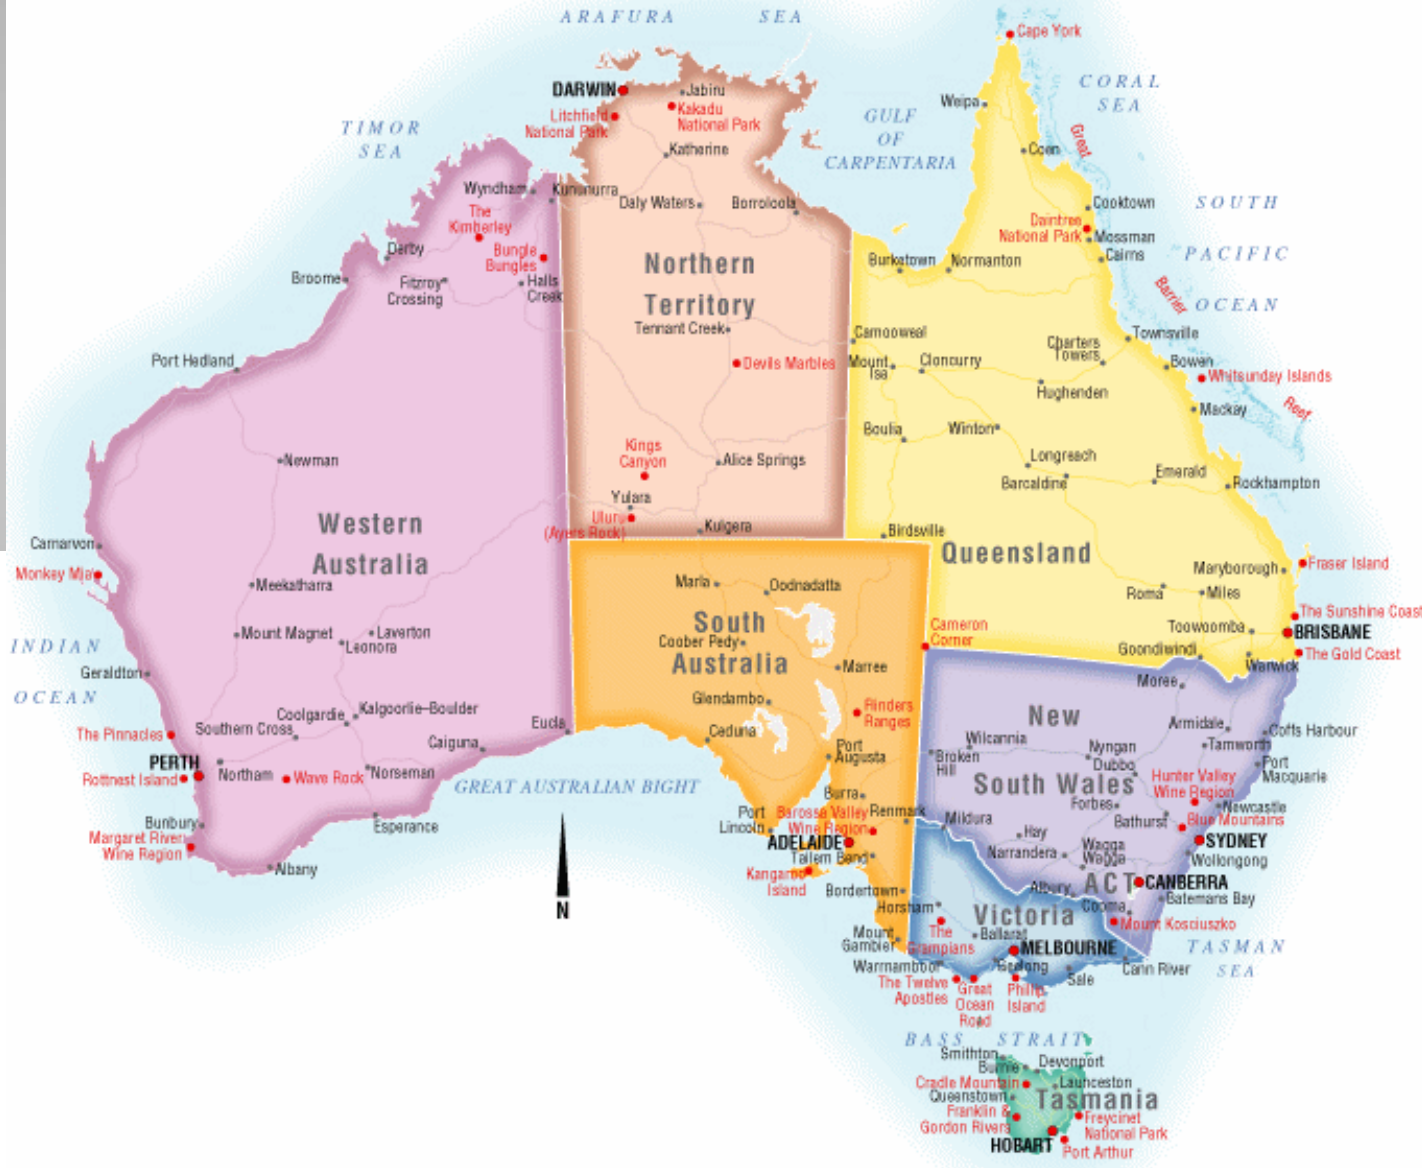 ARAFURA SEA
Cape York
DARWIN
Jabiru
CORAL
SEA
Litchfield
National Park
Kakadu
National Park
Weipa
GULF
OF
CARPENTARIA
TIMOR
SEA
Great
Katherine
Coen
Wyndham
Kununurra
Daly Waters
Borroloola
Cooktown
SOUTH
The
Kimberley
Daintree
National Park
Mossman
Derby
Bungle
Bungles
Northern
Territory
Burketown
Normanton
Cairns
PACIFIC
Broome
Fitzroy
Crossing
Halls
Creek
Barrier
OCEAN
Tennant Creek
Camooweal
Townsville
Port Hedland
Devils Marbles
Mount
Isa
Cloncurry
Charters
Towers
Bowen
Whitsunday Islands
Hughenden
Mackay
Reef
Boulia
Winton
Newman
Kings
Canyon
Alice Springs
Longreach
Barcaldine
Emerald
Rockhampton
Yulara
Western
Australia
Uluru
(Ayers Rock)
Kulgera
Birdsville
Queensland
Carnarvon
Monkey Mia
Fraser Island
Maryborough
Meekatharra
Marla
Oodnadatta
Roma
Miles
The Sunshine Coast
INDIAN
OCEAN
Mount Magnet
Laverton
Leonora
South
Australia
Coober Pedy
Cameron
Corner
Toowoomba
BRISBANE
Goondiwindi
The Gold Coast
Warwick
Geraldton
Marree
Moree
Glendambo
Flinders
Ranges
Coolgardie
Kalgoorlie–Boulder
Southern Cross
Eucla
Ceduna
New
South Wales
Armidale
Coffs Harbour
The Pinnacles
Caiguna
Port
Augusta
Wilcannia
Broken
Hill
Nyngan
Dubbo
Tamworth
Port
Macquarie
PERTH
Rottnest Island
Northam
Wave Rock
Norseman
GREAT AUSTRALIAN BIGHT
Burra
Hunter Valley
Wine Region
Forbes
Newcastle
Bunbury
Esperance
Port
Lincoln
Barossa Valley
Wine Region
Renmark
Mildura
Bathurst
Blue Mountains
Margaret River
Wine Region
Albany
ADELAIDE
Tailem Bend
Hay
Narrandera
Wagga
Wagga
SYDNEY
Wollongong
Kangaroo
Island
Bordertown
Albury
ACT
CANBERRA
Batemans Bay
N
Horsham
Victoria
Cooma
Mount Kosciuszko
Mount
Gambier
The
Grampians
Ballarat
MELBOURNE
TASMAN
SEA
Warrnambool
Geelong
Sale
Cann River
The Twelve
Apostles
Great
Ocean
Road
Phillip
Island
BASS STRAIT
Smithton
Burnie
Devonport
Cradle Mountain
Launceston
Queenstown
Tasmania
Franklin &
Gordon Rivers
Freycinet
National Park
HOBART
Port Arthur